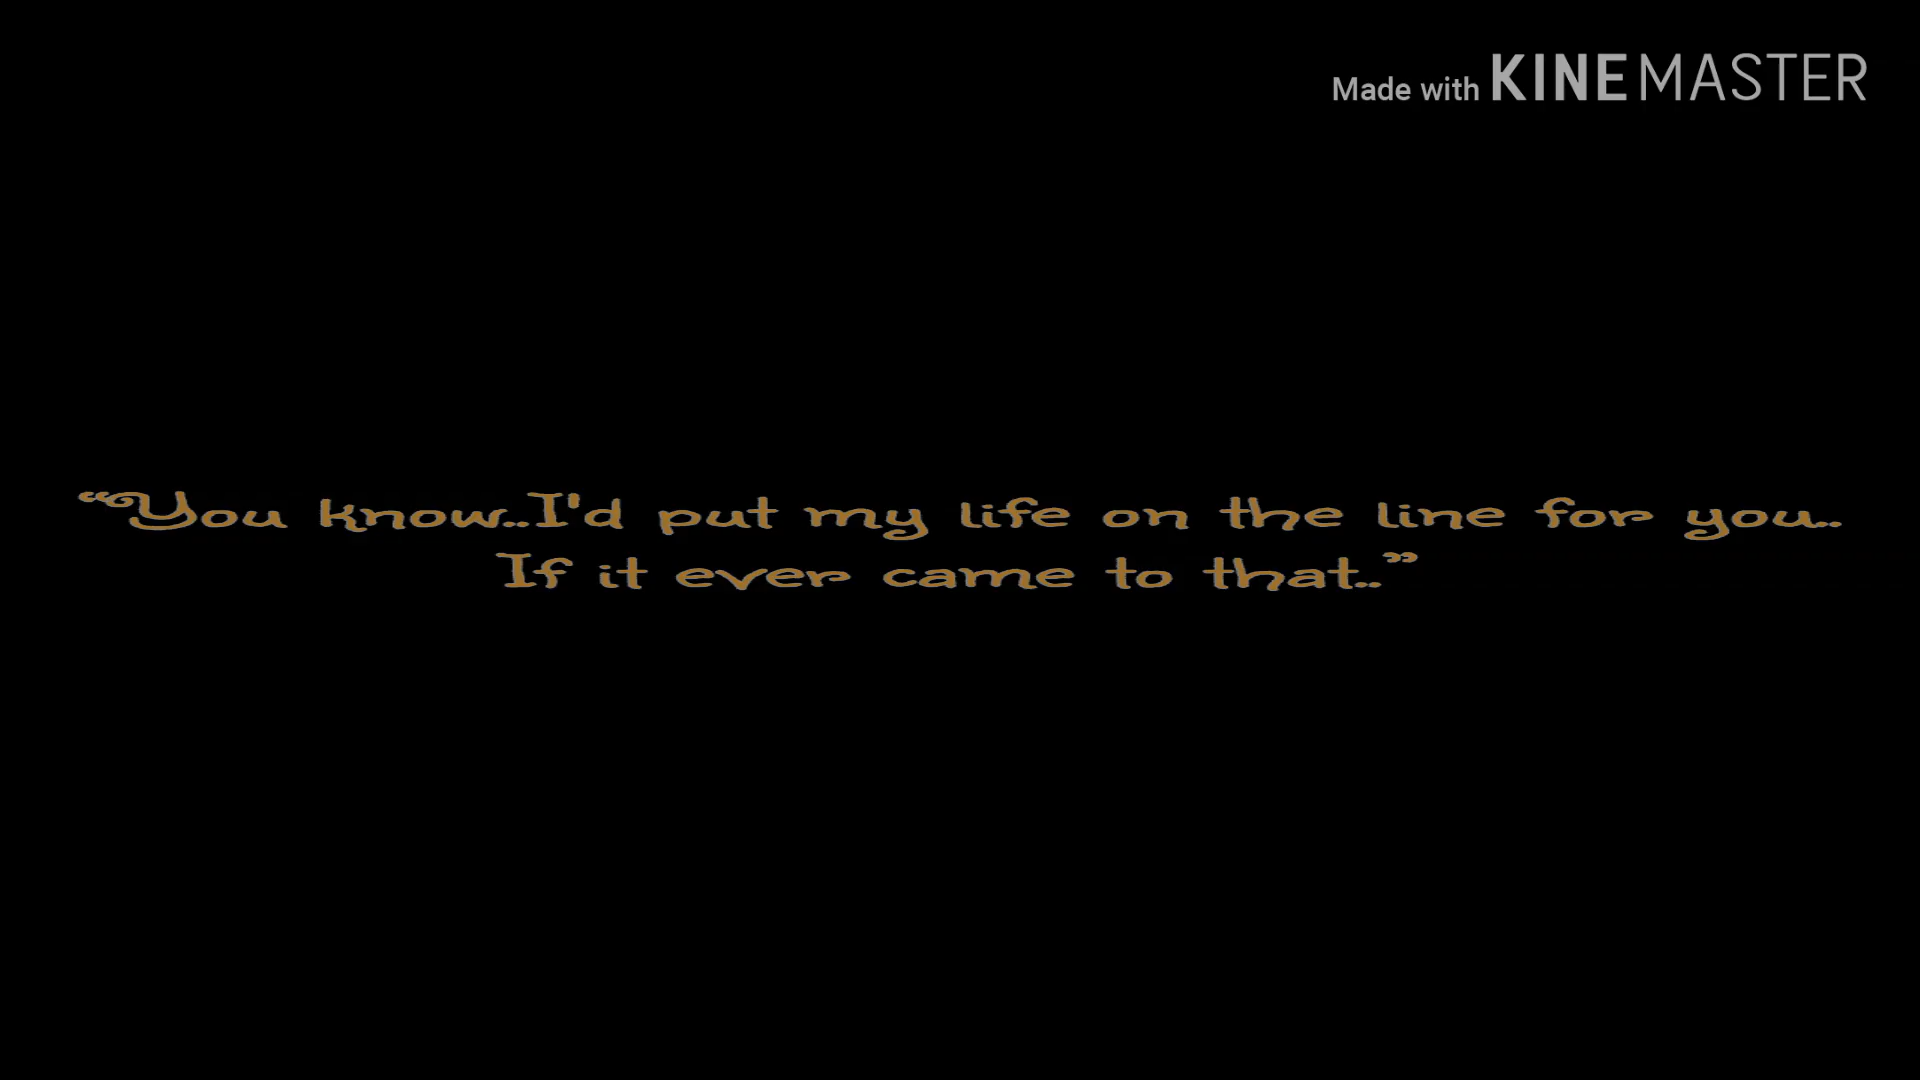 Made with KINEMASTER
“You know..I'd put my life on the line for you..
If it ever came to that..”